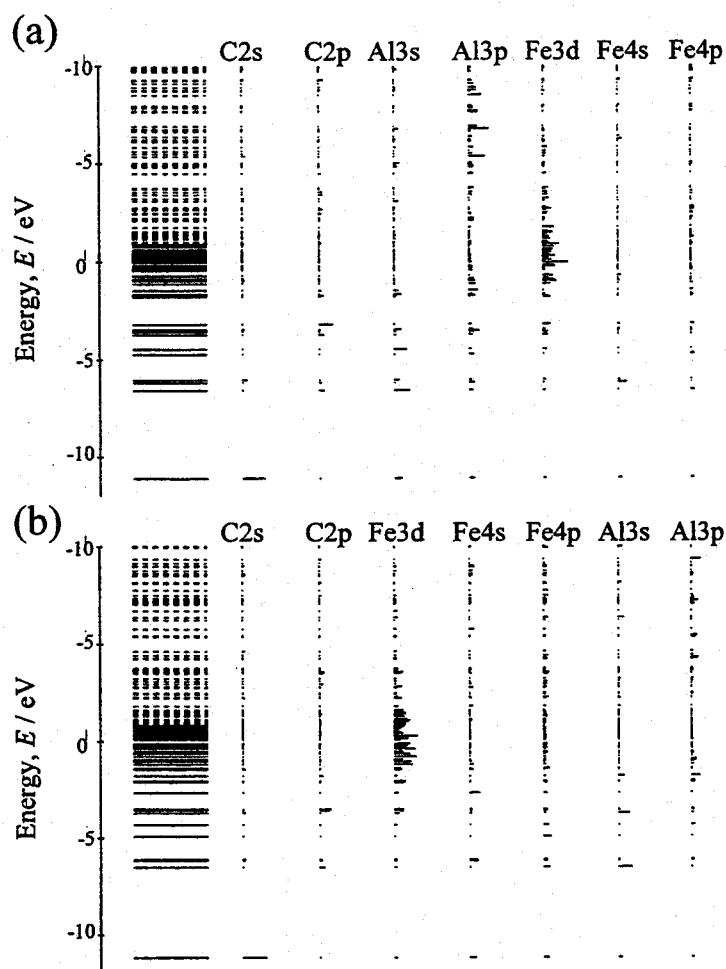 (a)
C2s C2p Al3s Al3p Fe3d Fe4s Fe4p
-10
-5
0
-5
-10
Energy, E / eV
(b)
C2s C2p Fe3d Fe4s Fe4p Al3s Al3p
-10
-5
0
-5
-10
Energy, E / eV